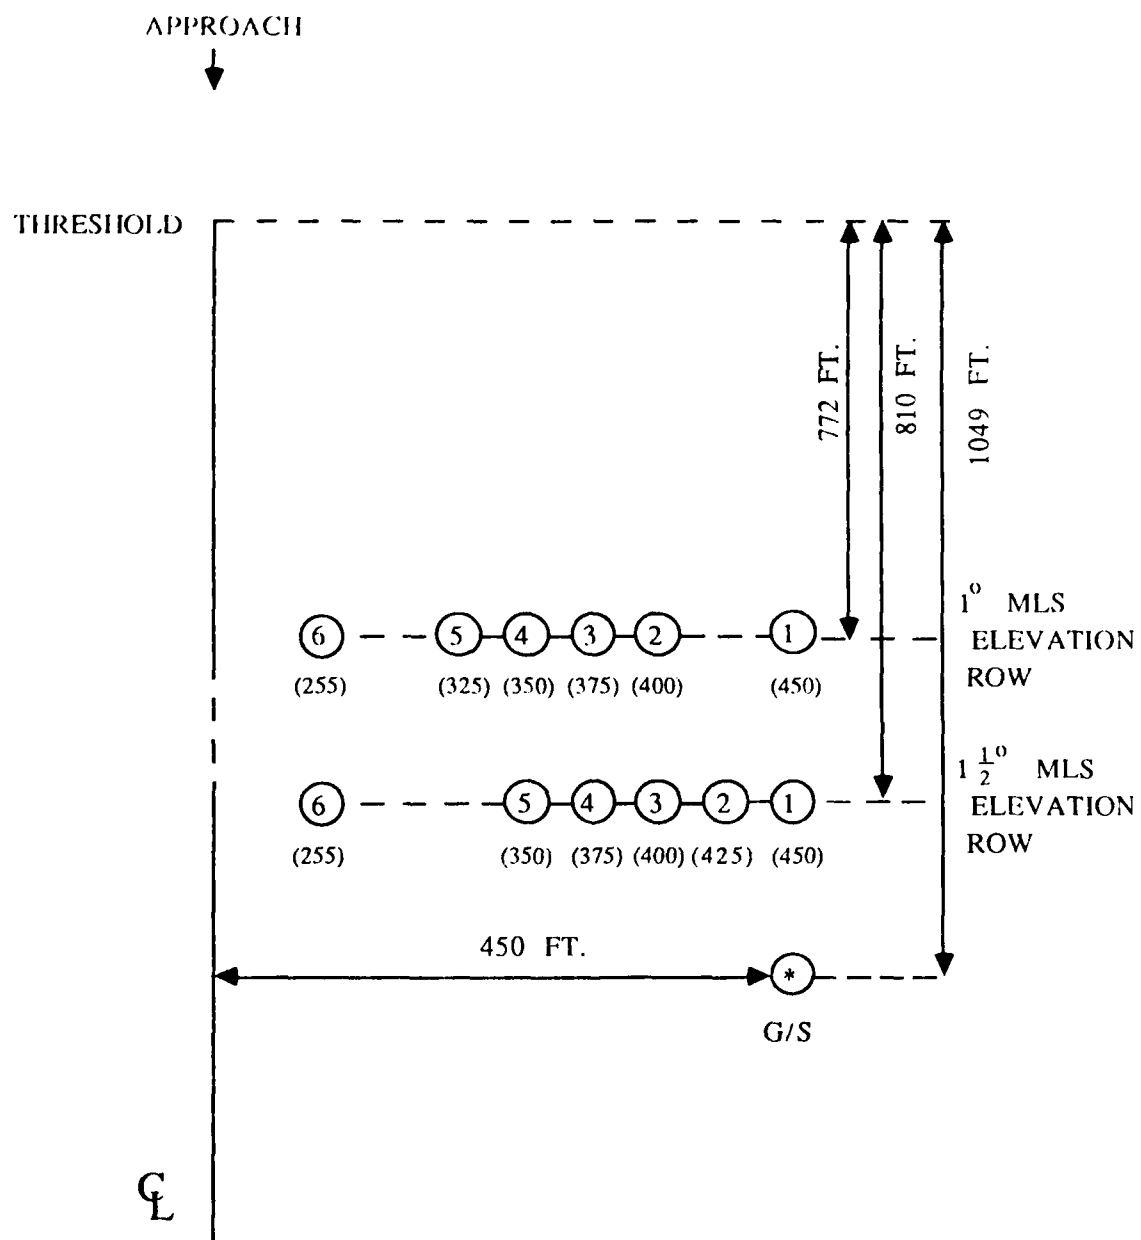 APPROACH
THRESHOLD
772 FT.
810 FT.
1049 FT.
1° MLS
ELEVATION
ROW
6 5 4 3 2 1
(255) (325) (350) (375) (400) (450)
1 1/2° MLS
ELEVATION
ROW
6 5 4 3 2 1
(255) (350) (375) (400) (425) (450)
450 FT.
*
G/S
℄